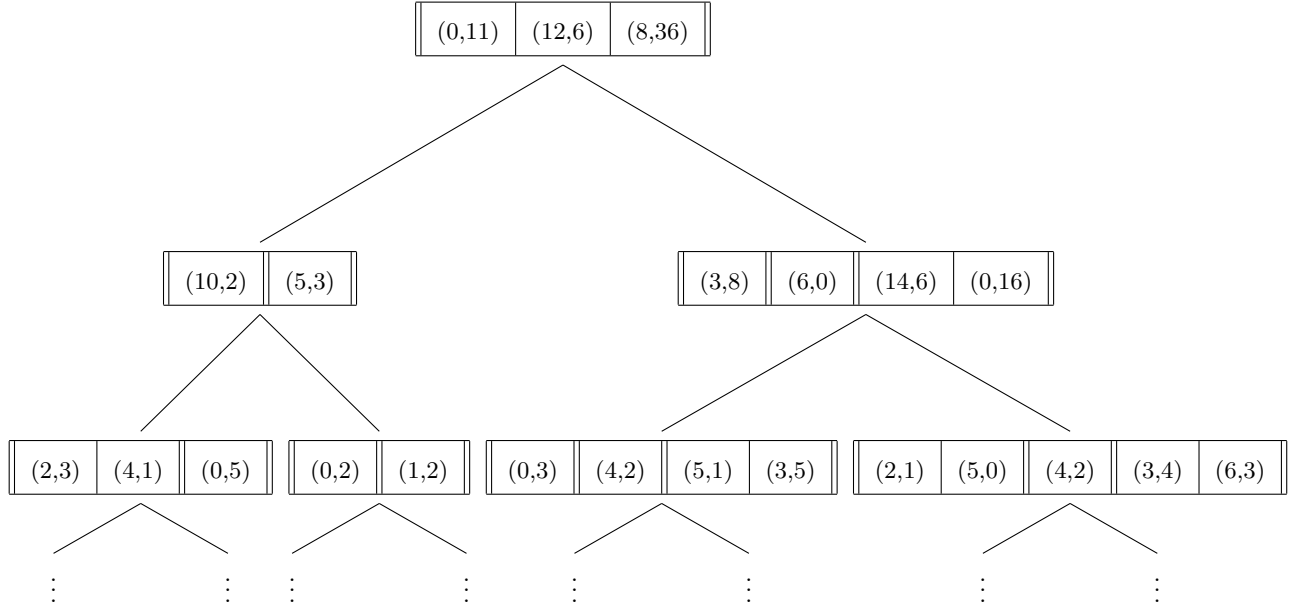 (0,11) (12,6) (8,36)
(10,2) (5,3) (3,8) (6,0) (14,6) (0,16)
(2,3) (4,1) (0,5) (0,2) (1,2) (0,3) (4,2) (5,1) (3,5) (2,1) (5,0) (4,2) (3,4) (6,3)
⋮ ⋮ ⋮ ⋮ ⋮ ⋮ ⋮ ⋮